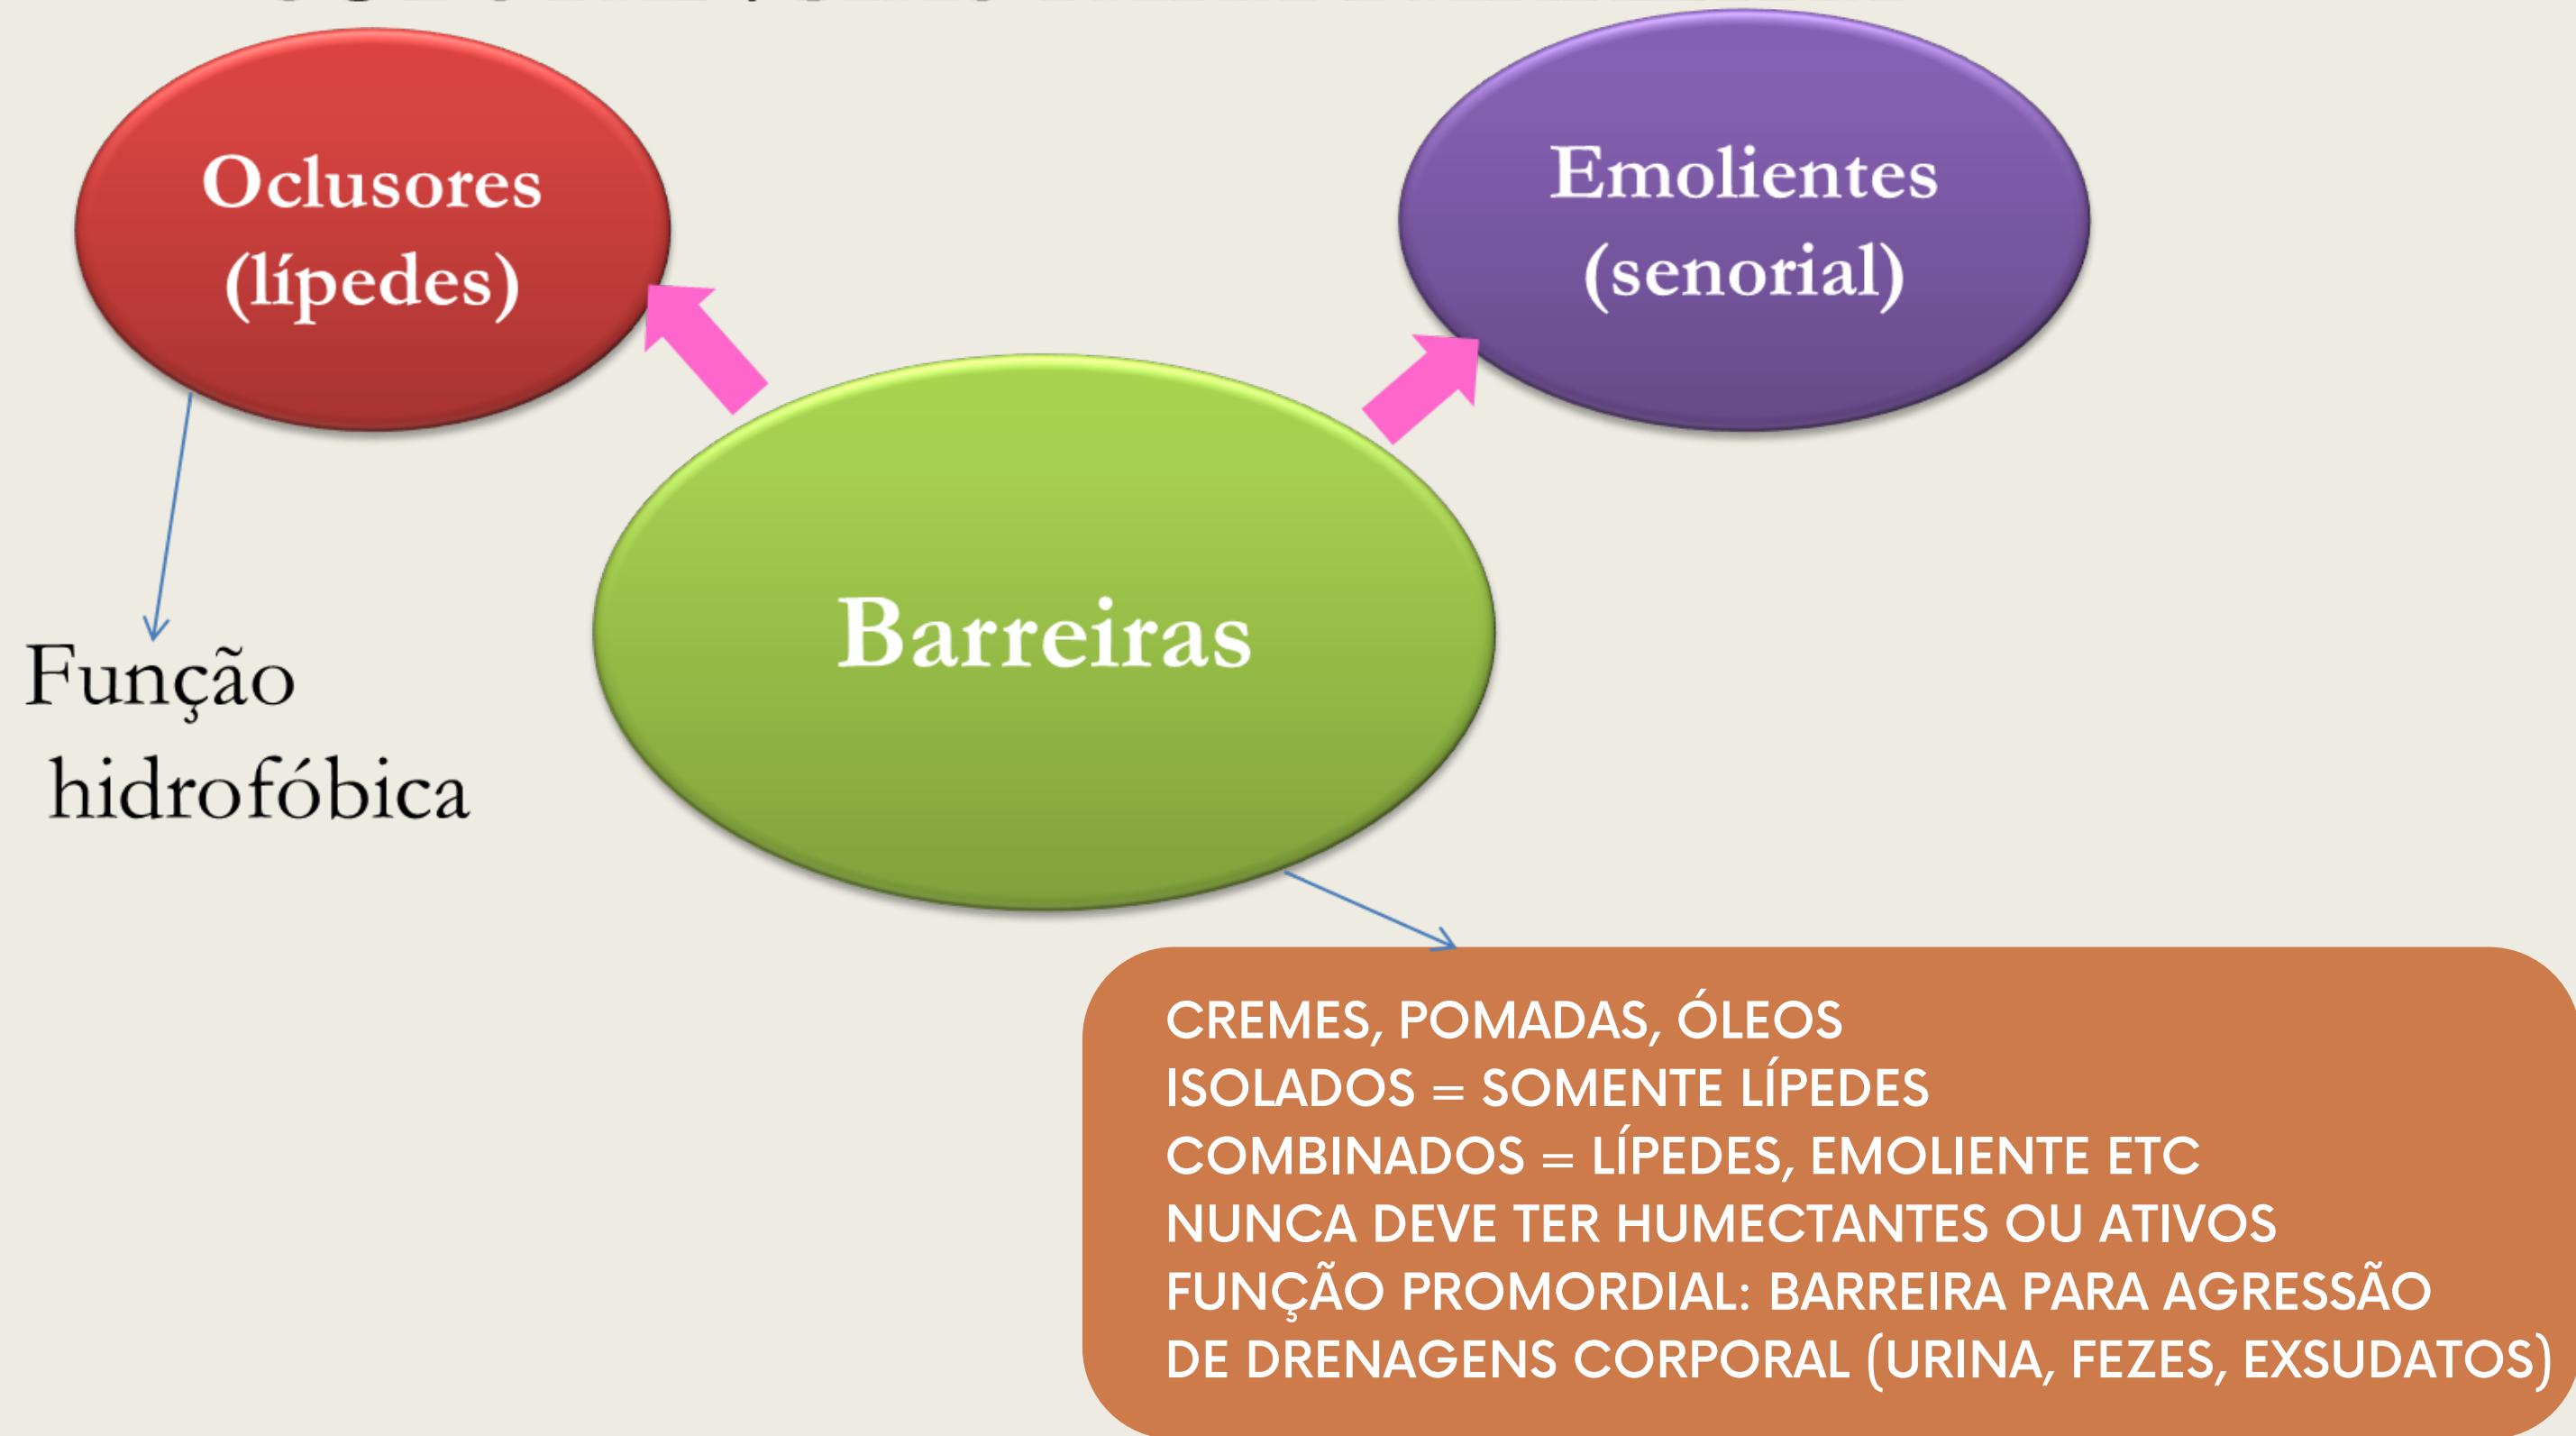 Oclusores
(lípedes)
Emolientes
(senorial)
Barreiras
Função
hidrofóbica
CREMES, POMADAS, ÓLEOS
ISOLADOS = SOMENTE LÍPEDES
COMBINADOS = LÍPEDES, EMOLIENTE ETC
NUNCA DEVE TER HUMECTANTES OU ATIVOS
FUNÇÃO PROMORDIAL: BARREIRA PARA AGRESSÃO
DE DRENAGENS CORPORAL (URINA, FEZES, EXSUDATOS)